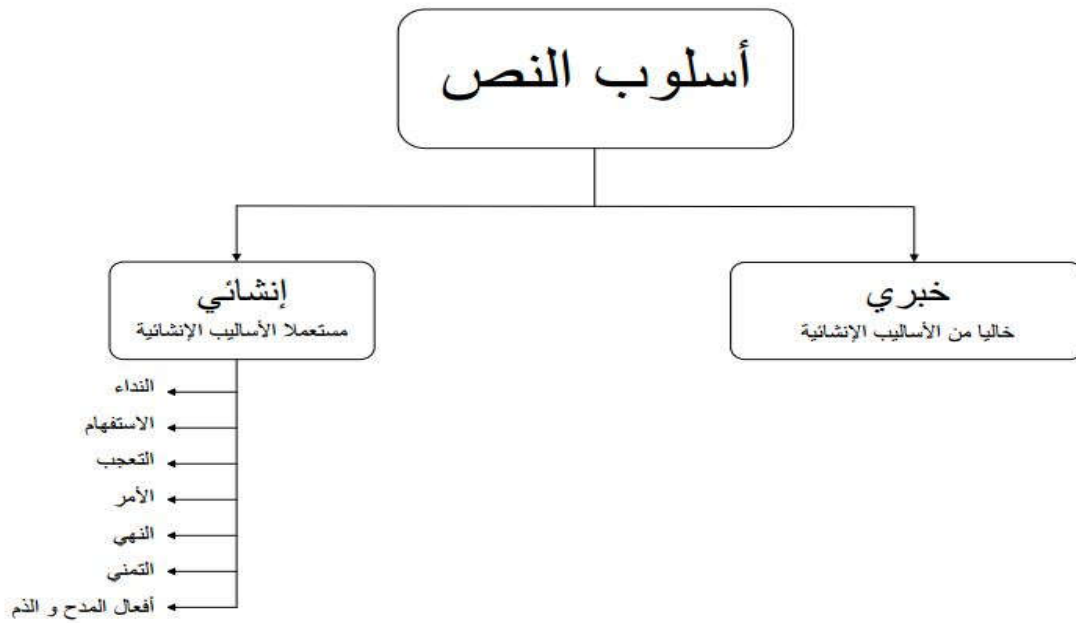 أسلوب النص
خبري
خاليا من الأساليب الإنشائية
إنشائي
مستعملا الأساليب الإنشائية
النداء
الاستفهام
التعجب
الأمر
النهي
التمني
أفعال المدح و الذم